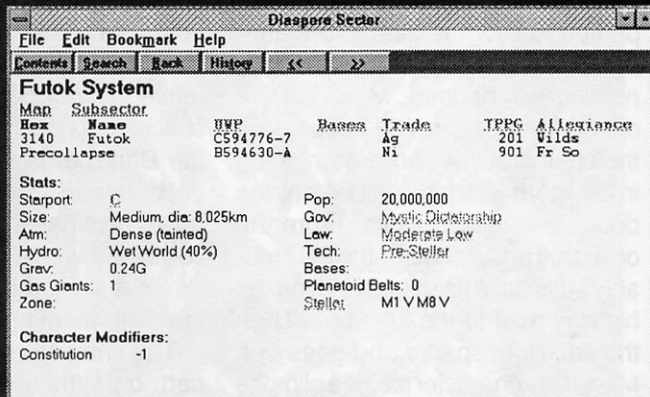 Diaspora Sector
File Edit Bookmark Help
Contents Search Back History << >>
Futok System
Map Subsector
Hex Name UWP Bases Trade TPPG Allegiance
3140 Futok C594776-7 Ag 201 Wilds
Precollapse B594630-A Ni 901 Fr So
Stats:
Starport: C Pop: 20,000,000
Size: Medium, dia: 8,025km Gov: Mystic Dictatorship
Atm: Dense (tainted) Law: Moderate Law
Hydro: Wet World (40%) Tech: Pre-Stellar
Grav: 0.24G Bases:
Gas Giants: Planetoid Belts: 0
Zone: Stellar: M1 V M8 V
Character Modifiers:
Constitution -1